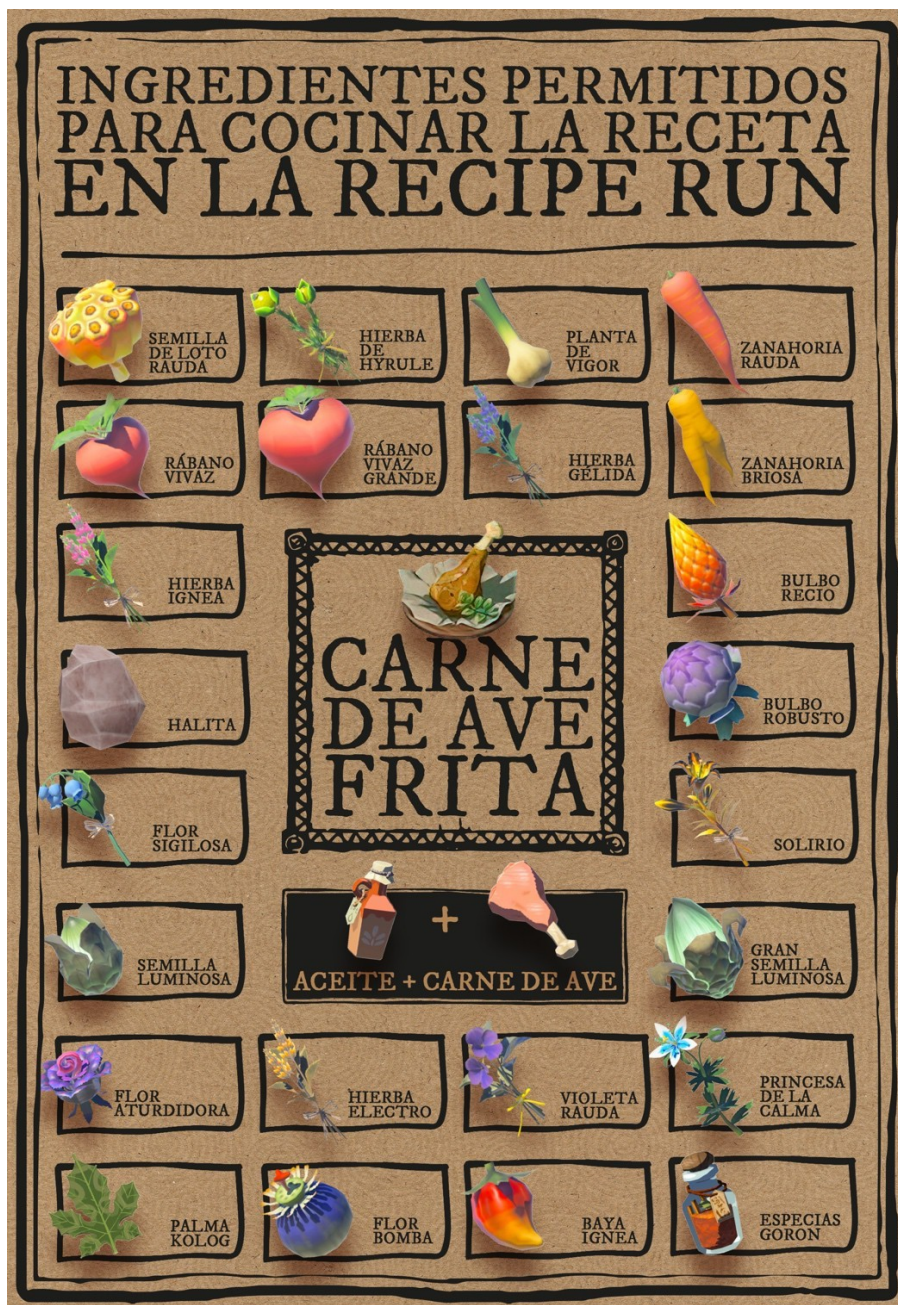 INGREDIENTES PERMITIDOS
PARA COCINAR LA RECETA
EN LA RECIPE RUN
SEMILLA
DE LOTO
RAUDA
HIERBA
DE
HYRULE
PLANTA
DE
VIGOR
ZANAHORIA
RAUDA
RÁBANO
VIVAZ
RÁBANO
VIVAZ
GRANDE
HIERBA
GÉLIDA
ZANAHORIA
BRIOSA
HIERBA
IGNEA
BULBO
RECIO
CARNE
DE AVE
FRITA
HALITA
BULBO
ROBUSTO
FLOR
SIGILOSA
SOLIRIO
SEMILLA
LUMINOSA
ACEITE + CARNE DE AVE
GRAN
SEMILLA
LUMINOSA
FLOR
ATURDIDORA
HIERBA
ELECTRO
VIOLETA
RAUDA
PRINCESA
DE LA
CALMA
PALMA
KOLOG
FLOR
BOMBA
BAYA
IGNEA
ESPECIAS
GORON